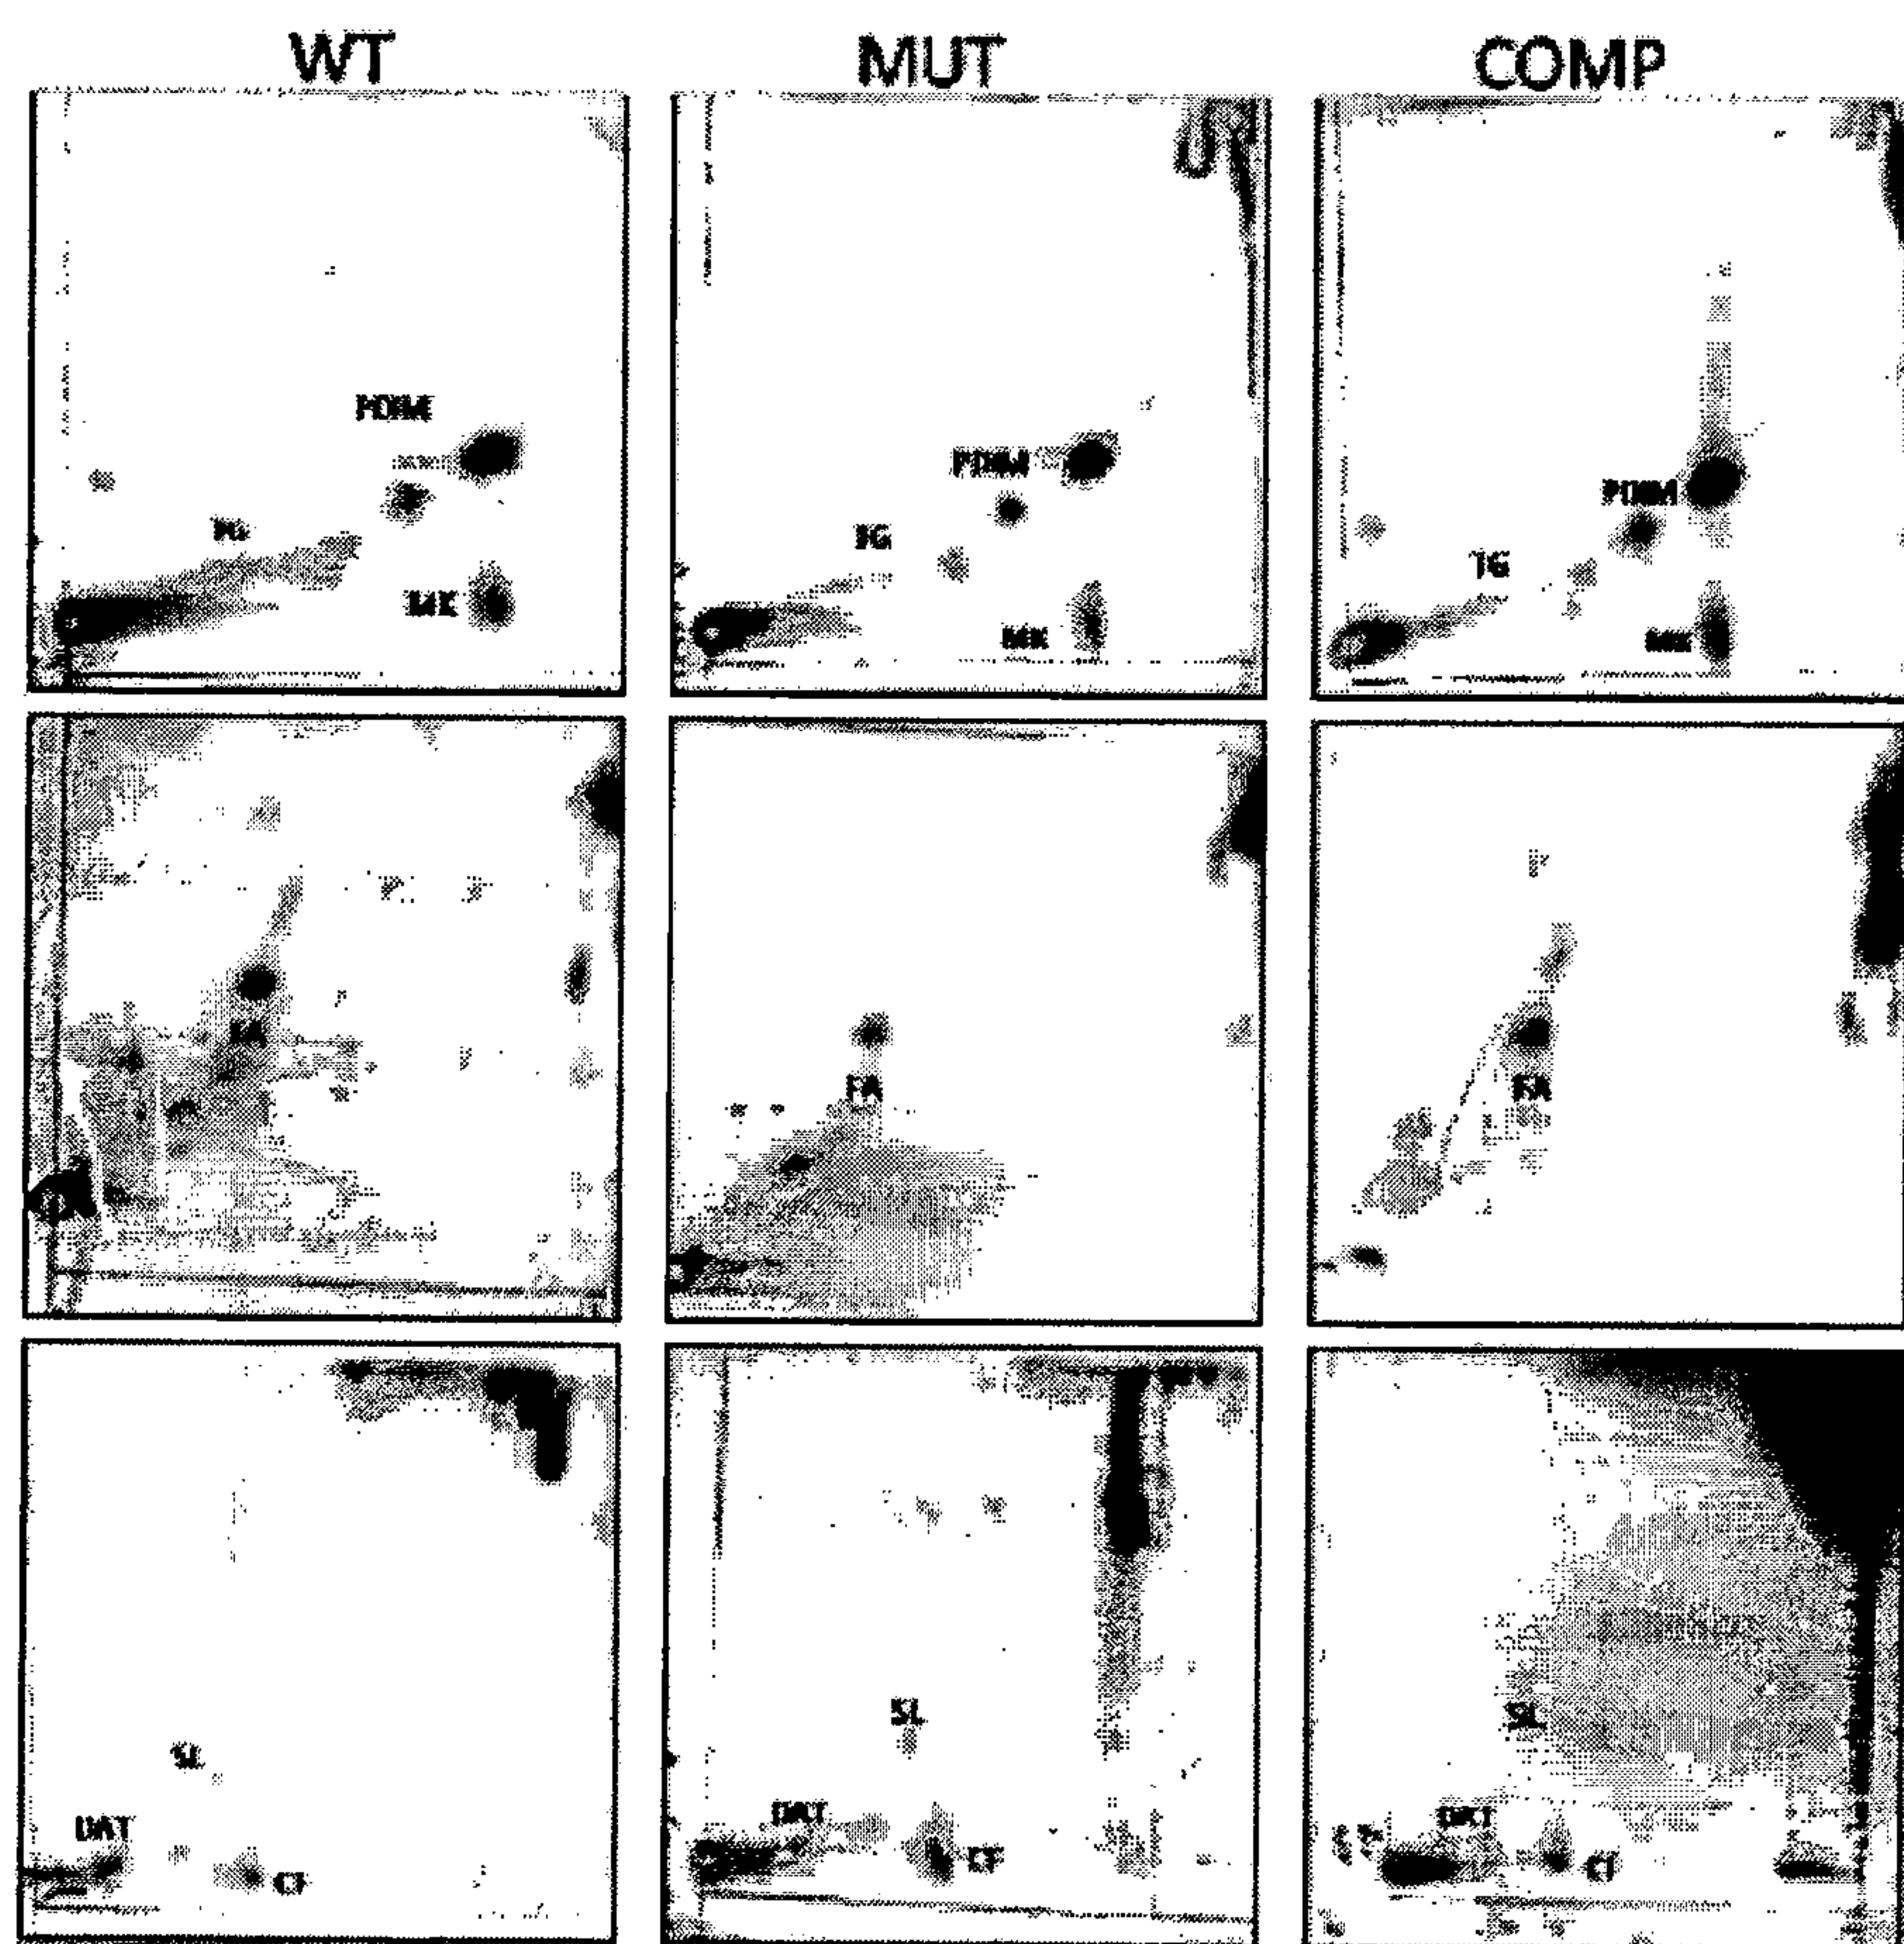 WT MUT COMP
PDIM
PDIM PDIM
TG TG
MK MK MK
FA FA FA
SL SL SL
DAT DAT DAT
CF CF CF